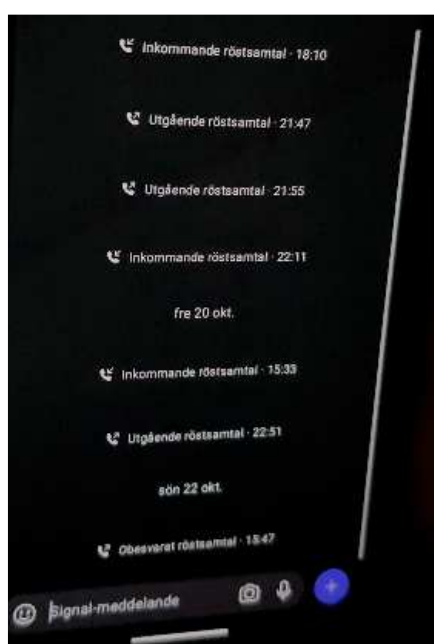 Inkommande röstsamtal · 18:10
Utgående röstsamtal · 21:47
Utgående röstsamtal · 21:55
Inkommande röstsamtal · 22:11
fre 20 okt.
Inkommande röstsamtal · 15:33
Utgående röstsamtal · 22:51
sön 22 okt.
Obesvarat röstsamtal · 15:47
Signal-meddelande